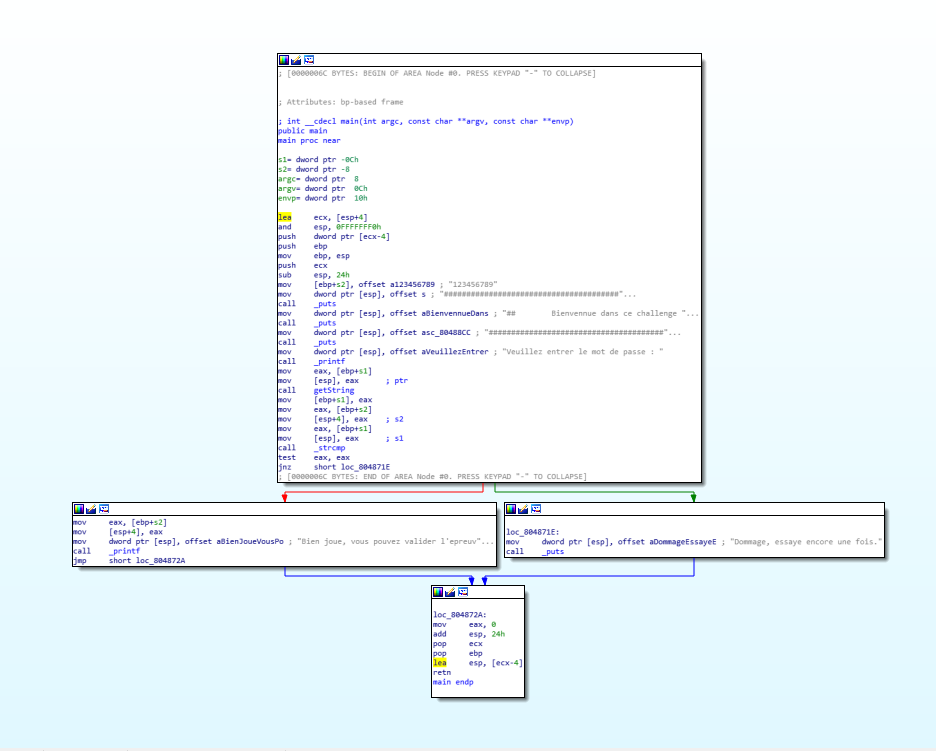 ; [0000006C BYTES: BEGIN OF AREA Node #0. PRESS KEYPAD "-" TO COLLAPSE]
; Attributes: bp-based frame
; int __cdecl main(int argc, const char **argv, const char **envp)
public main
main proc near
s1= dword ptr -0Ch
s2= dword ptr -8
argc= dword ptr  8
argv= dword ptr  0Ch
envp= dword ptr  10h
lea     ecx, [esp+4]
and     esp, 0FFFFFFF0h
push    dword ptr [ecx-4]
push    ebp
mov     ebp, esp
push    ecx
sub     esp, 24h
mov     [ebp+s2], offset a123456789 ; "123456789"
mov     dword ptr [esp], offset s ; "#######################################"...
call    _puts
mov     dword ptr [esp], offset aBienvennueDans ; "##        Bienvennue dans ce challenge "...
call    _puts
mov     dword ptr [esp], offset asc_80488CC ; "#######################################"...
call    _puts
mov     dword ptr [esp], offset aVeuillezEntrer ; "Veuillez entrer le mot de passe : "
call    _printf
mov     eax, [ebp+s1]
mov     [esp], eax      ; ptr
call    getString
mov     [ebp+s1], eax
mov     eax, [ebp+s2]
mov     [esp+4], eax    ; s2
mov     eax, [ebp+s1]
mov     [esp], eax      ; s1
call    _strcmp
test    eax, eax
jnz     short loc_804871E
; [0000006C BYTES: END OF AREA Node #0. PRESS KEYPAD "-" TO COLLAPSE]
mov     eax, [ebp+s2]
mov     [esp+4], eax
mov     dword ptr [esp], offset aBienJoueVousPo ; "Bien joue, vous pouvez valider l'epreuv"...
call    _printf
jmp     short loc_804872A
loc_804871E:
mov     dword ptr [esp], offset aDommageEssayeE ; "Dommage, essaye encore une fois."
call    _puts
loc_804872A:
mov     eax, 0
add     esp, 24h
pop     ecx
pop     ebp
lea     esp, [ecx-4]
retn
main endp